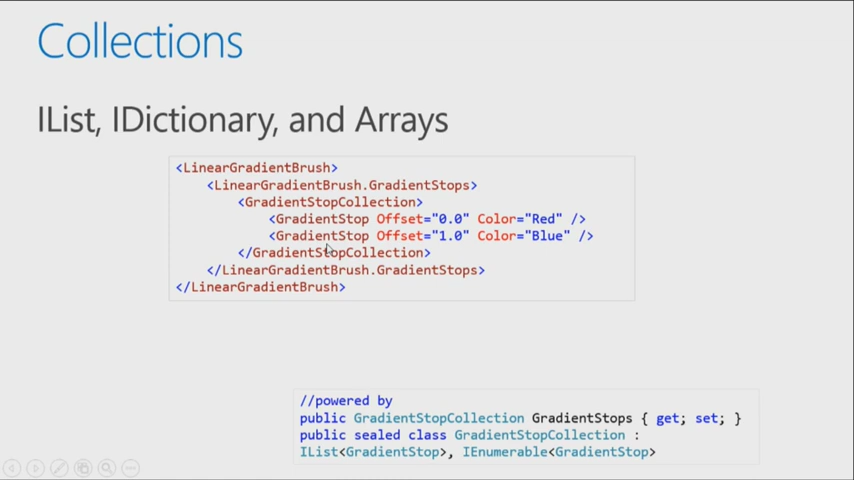 Collections
IList, IDictionary, and Arrays
<LinearGradientBrush>
<LinearGradientBrush.GradientStops>
<GradientStopCollection>
<GradientStop Offset="0.0" Color="Red" />
<GradientStop Offset="1.0" Color="Blue" />
</GradientStopCollection>
</LinearGradientBrush.GradientStops>
</LinearGradientBrush>
//powered by
public GradientStopCollection GradientStops { get; set; }
public sealed class GradientStopCollection :
IList<GradientStop>, IEnumerable<GradientStop>